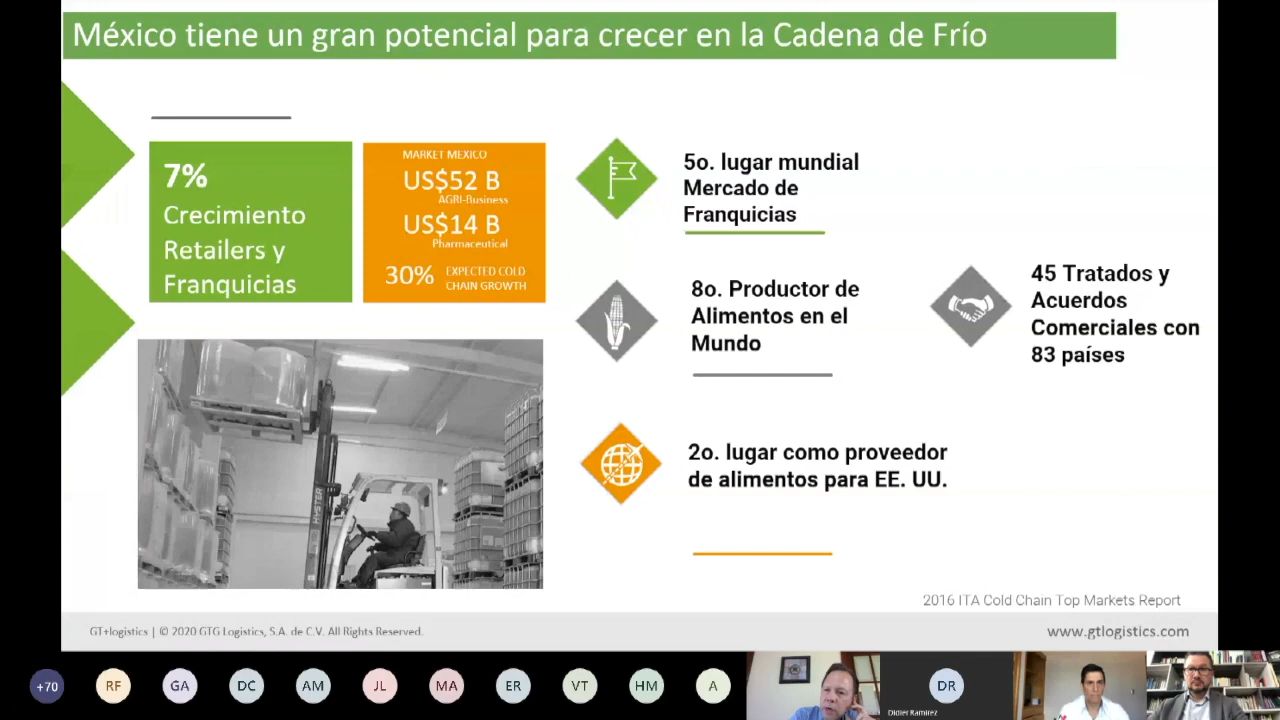 México tiene un gran potencial para crecer en la Cadena de Frío
7%
Crecimiento
Retailers y
Franquicias
MARKET MEXICO
US$52 B
AGRI-Business
US$14 B
Pharmaceutical
30% EXPECTED COLD
CHAIN GROWTH
5o. lugar mundial
Mercado de
Franquicias
8o. Productor de
Alimentos en el
Mundo
45 Tratados y
Acuerdos
Comerciales con
83 países
2o. lugar como proveedor
de alimentos para EE. UU.
HYSTER
2016 ITA Cold Chain Top Markets Report
GT+logistics | © 2020 GTG Logistics, S.A. de C.V. All Rights Reserved.
www.gtlogistics.com
+70 RF GA DC AM JL MA ER VT HM A DR
Didier Ramirez